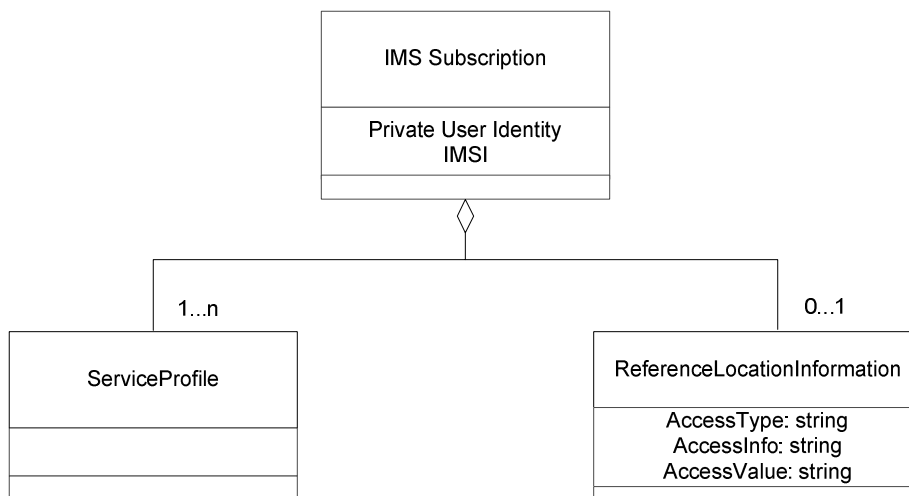 IMS Subscription
Private User Identity
IMSI
1...n
0...1
ServiceProfile
ReferenceLocationInformation
AccessType: string
AccessInfo: string
AccessValue: string